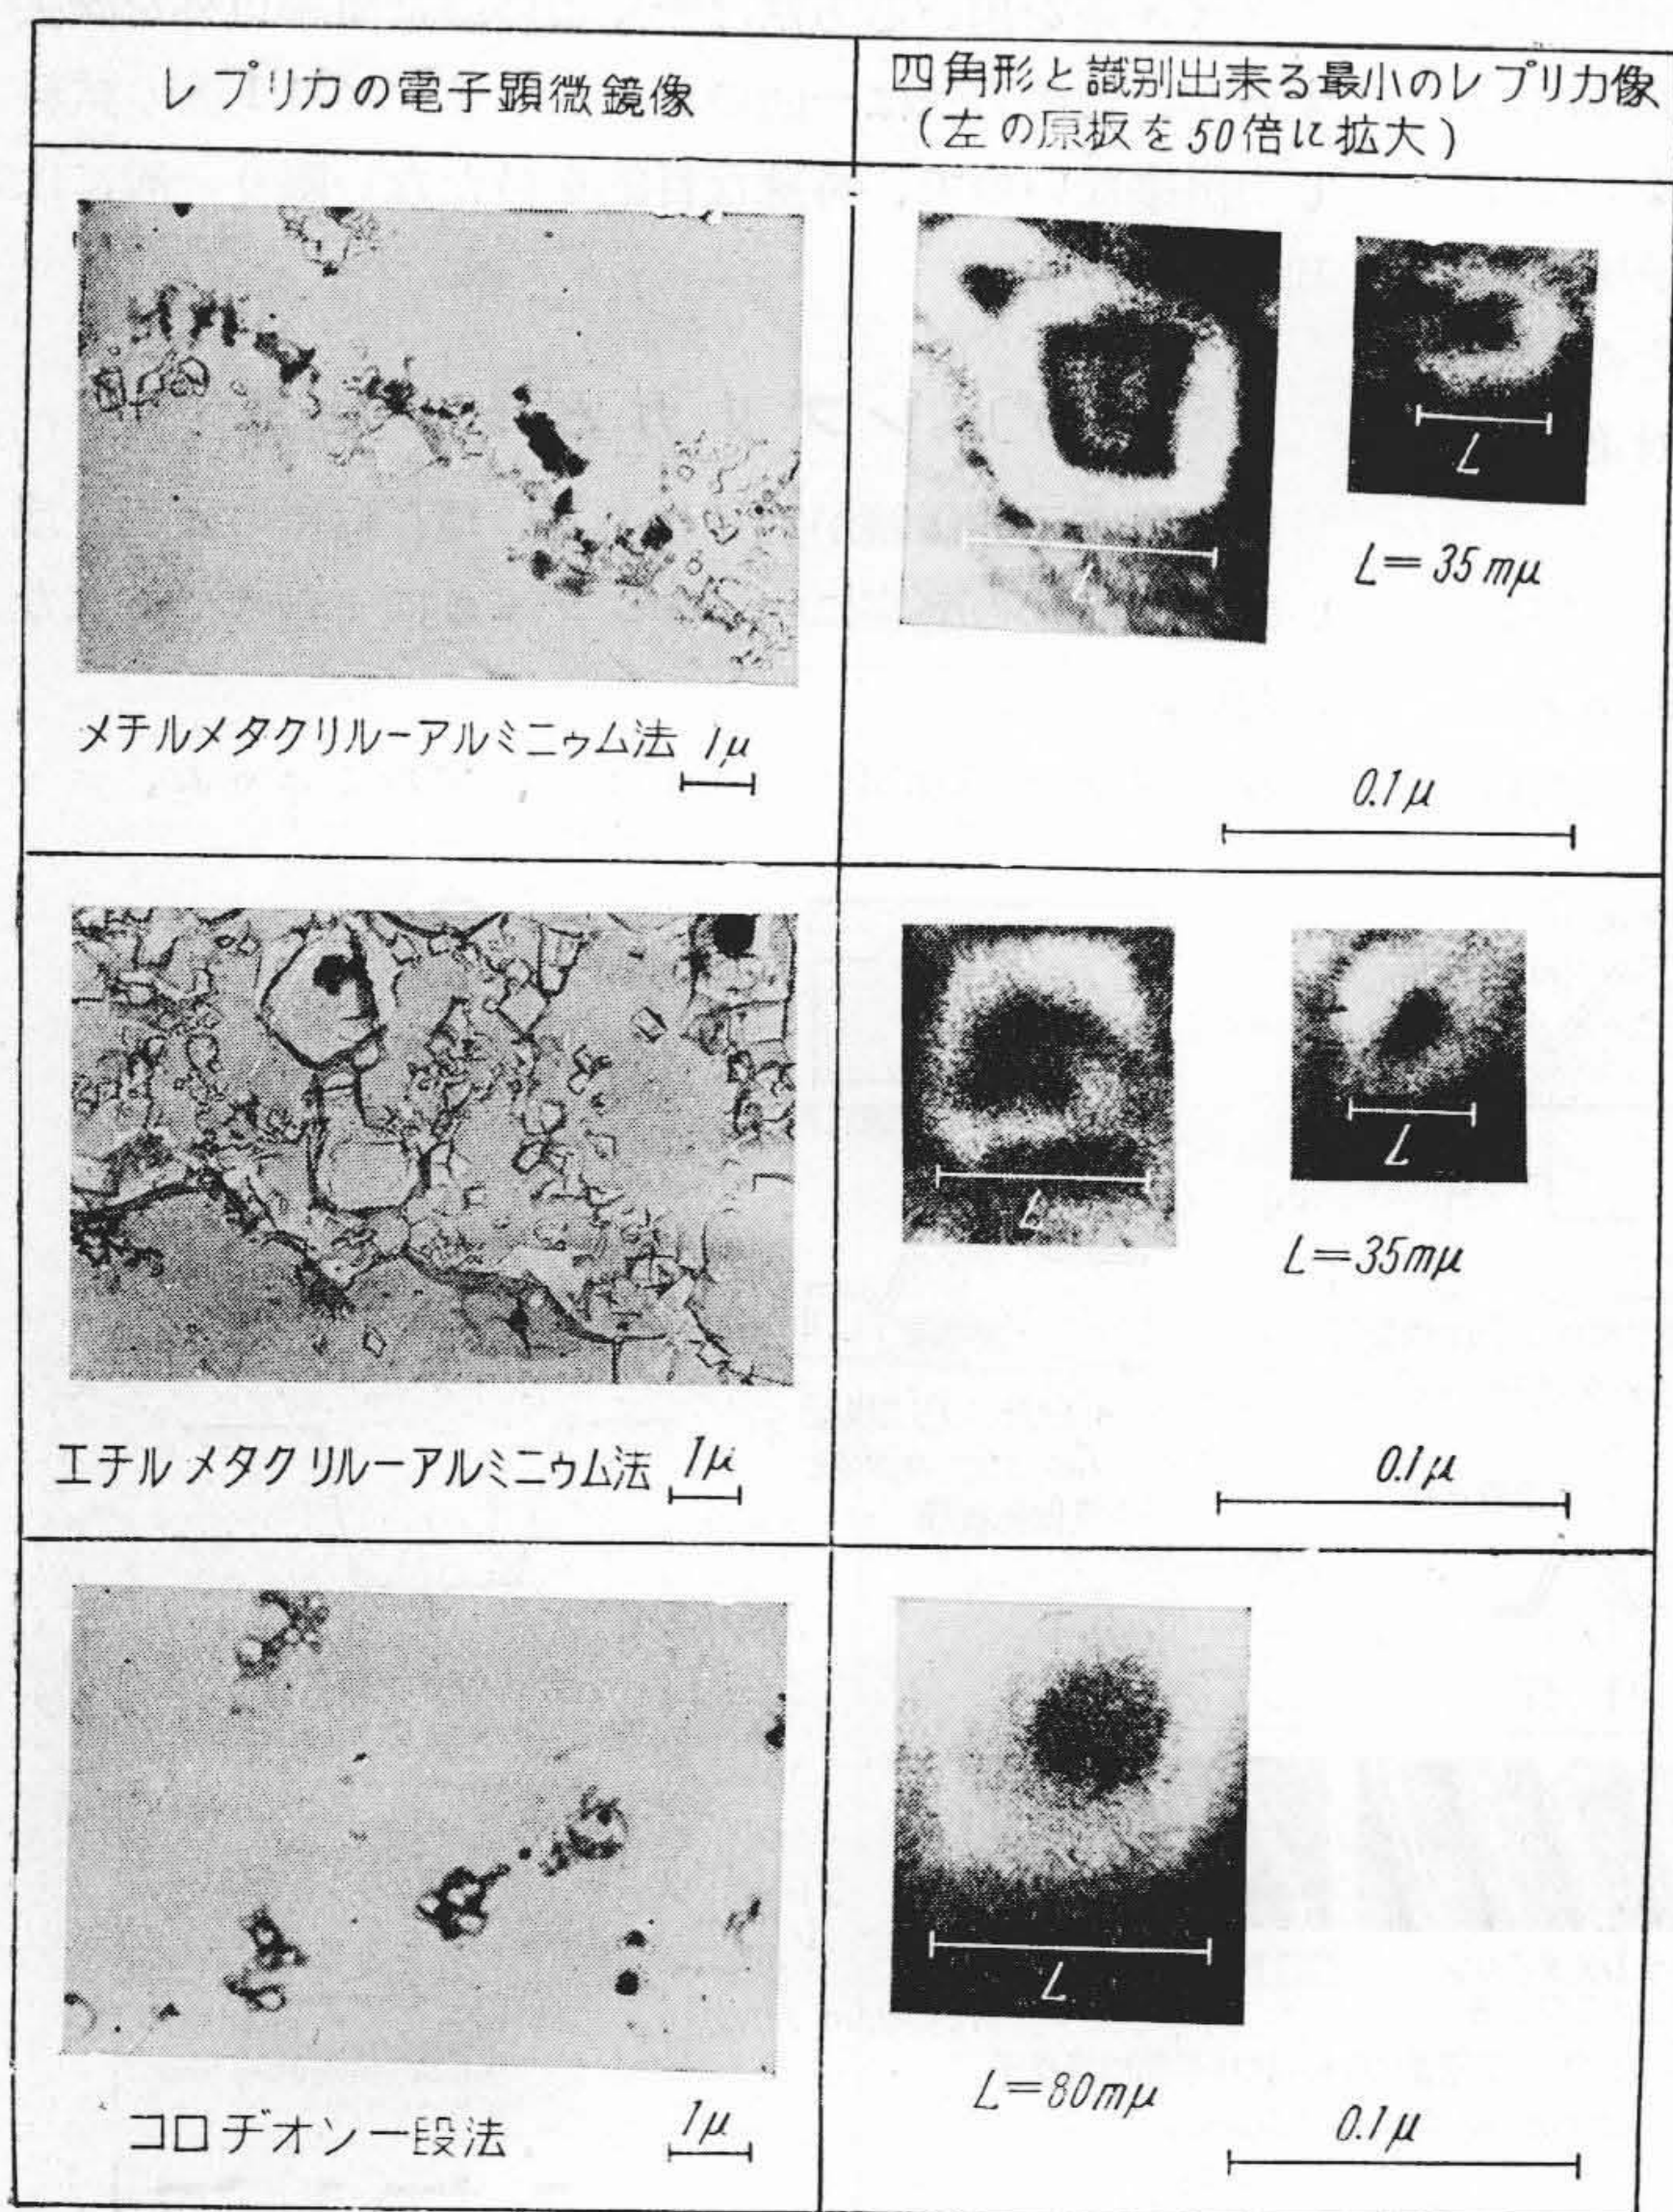 レプリカの電子顕微鏡像
四角形と識別出来る最小のレプリカ像
(左の原板を50倍に拡大)
L
L
L=35mμ
メチルメタクリル-アルミニゥム法 1μ
0.1μ
L
L
L=35mμ
エチルメタクリル-アルミニゥム法 1μ
0.1μ
L
L=80mμ
コロヂオン一段法 1μ
0.1μ